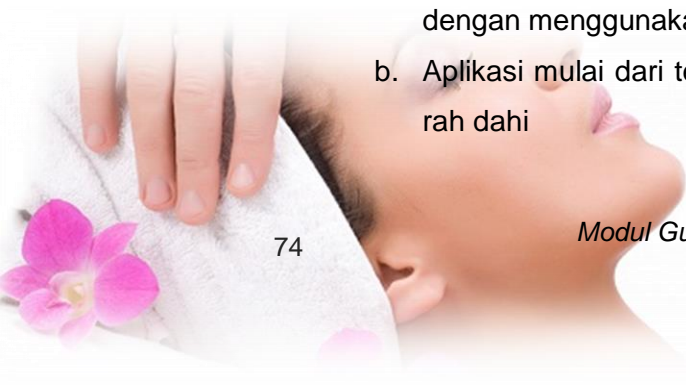 dengan menggunaka
b. Aplikasi mulai dari te
rah dahi
74
Modul Gu